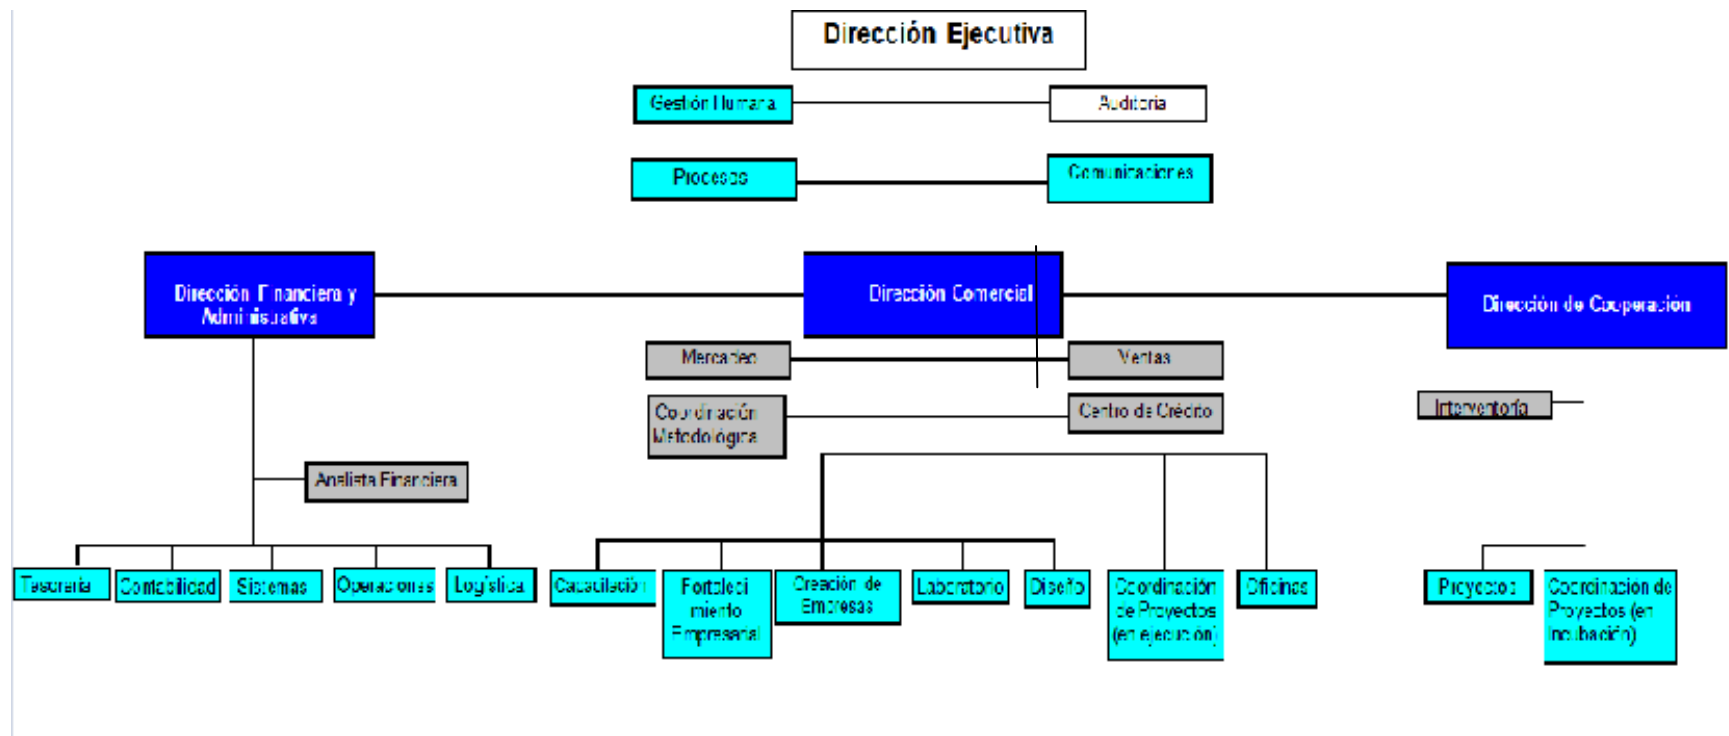 Dirección Ejecutiva
Gestión Humana
Auditoria
Procesos
Comunicaciones
Dirección Financiera y
Administrativa
Dirección Comercial
Dirección de Cooperación
Mercadeo
Ventas
Coordinación
Metodológica
Centro de Crédito
Interventoría
Analista Financiera
Tesoreria
Contabilidad
Sistemas
Operaciones
Logística
Capacitación
Fortaleci
miento
Empresarial
Creación de
Empresas
Laboratorio
Diseño
Coordinación
de Proyectos
(en ejecución)
Oficinas
Proyectos
Coordinación de
Proyectos (en
Incubación)